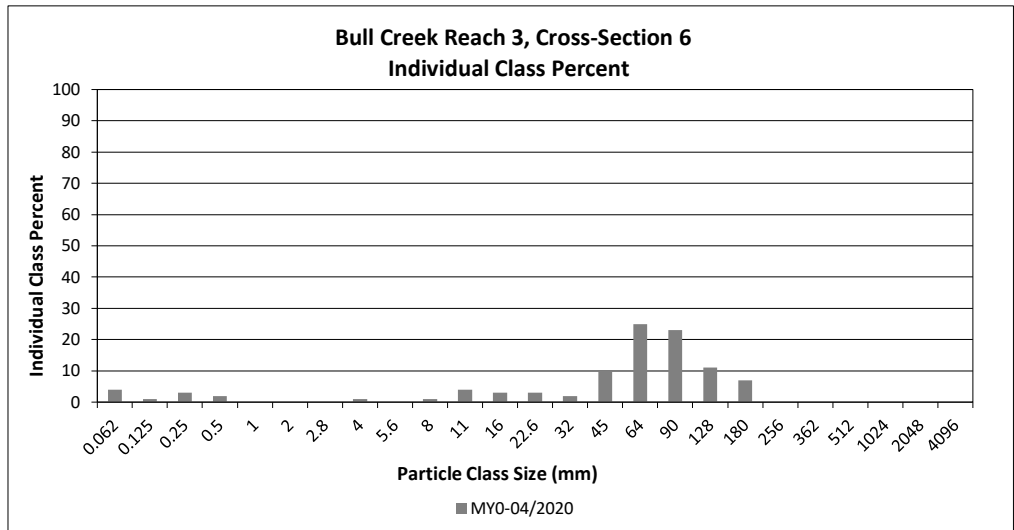 Bull Creek Reach 3, Cross-Section 6
Individual Class Percent
100
90
80
70
60
50
40
30
20
10
0
Individual Class Percent
0.062 0.125 0.25 0.5 1 2 2.8 4 5.6 8 11 16 22.6 32 45 64 90 128 180 256 362 512 1024 2048 4096
Particle Class Size (mm)
MY0-04/2020